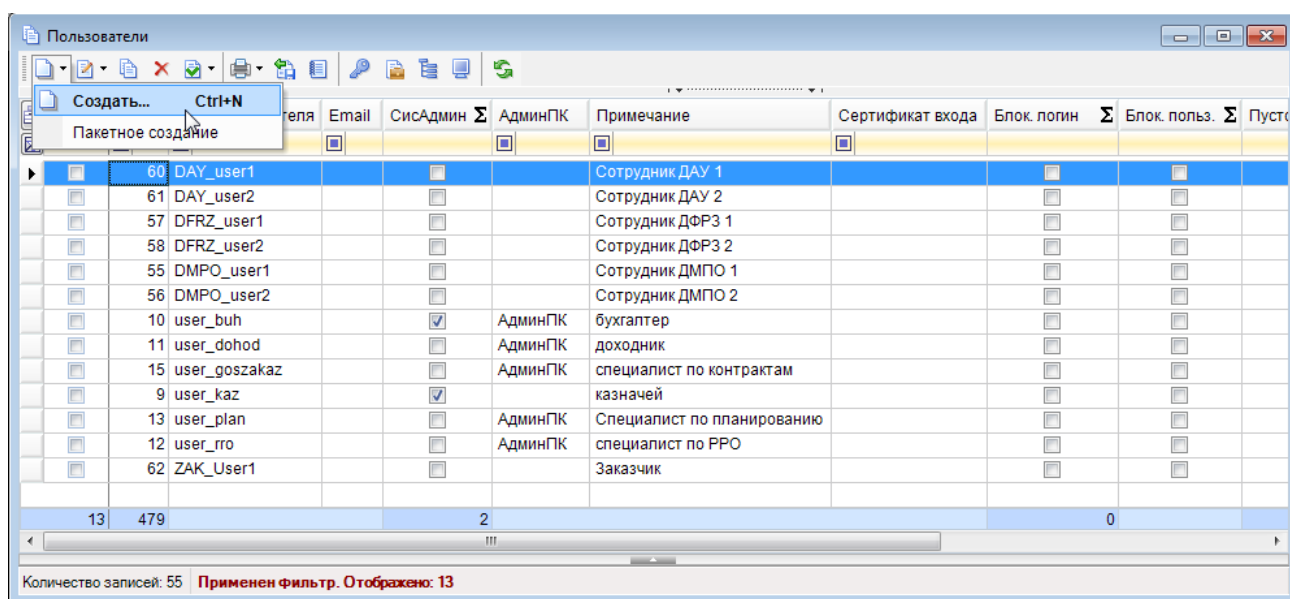 Пользователи
Создать... Ctrl+N
Пакетное создание
теля Email СисАдмин Σ АдминПК Примечание Сертификат входа Блок. логин Σ Блок. польз. Σ Пусто
60 DAY_user1 Сотрудник ДАУ 1
61 DAY_user2 Сотрудник ДАУ 2
57 DFRZ_user1 Сотрудник ДФРЗ 1
58 DFRZ_user2 Сотрудник ДФРЗ 2
55 DMPO_user1 Сотрудник ДМПО 1
56 DMPO_user2 Сотрудник ДМПО 2
10 user_buh АдминПК бухгалтер
11 user_dohod АдминПК доходник
15 user_goszakaz АдминПК специалист по контрактам
9 user_kaz казначей
13 user_plan АдминПК Специалист по планированию
12 user_rro АдминПК специалист по РРО
62 ZAK_User1 Заказчик
13 479 2 0
Количество записей: 55 Применен фильтр. Отображено: 13